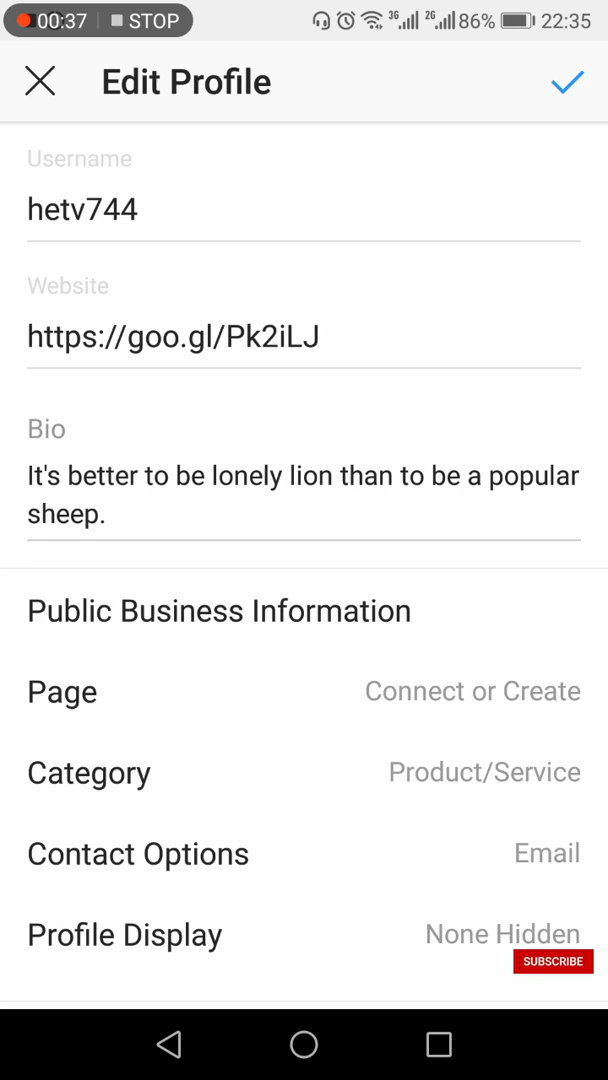 00:37 STOP 3G 2G 86% 22:35
Edit Profile
Username
hetv744
Website
https://goo.gl/Pk2iLJ
Bio
It's better to be lonely lion than to be a popular
sheep.
Public Business Information
Page Connect or Create
Category Product/Service
Contact Options Email
Profile Display None Hidden
SUBSCRIBE